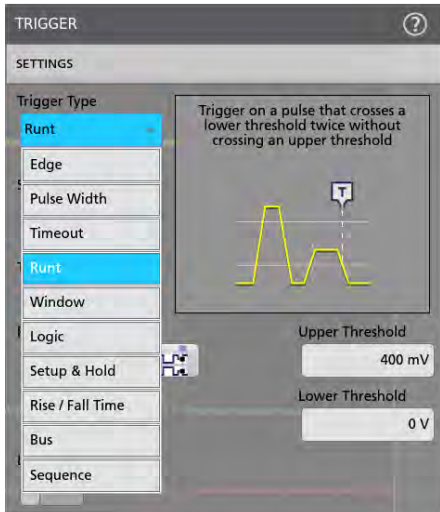 TRIGGER
?
SETTINGS
Trigger Type
Runt
Edge
Pulse Width
Timeout
Runt
Window
Logic
Setup & Hold
Rise / Fall Time
Bus
Sequence
Trigger on a pulse that crosses a
lower threshold twice without
crossing an upper threshold
T
Upper Threshold
400 mV
Lower Threshold
0 V